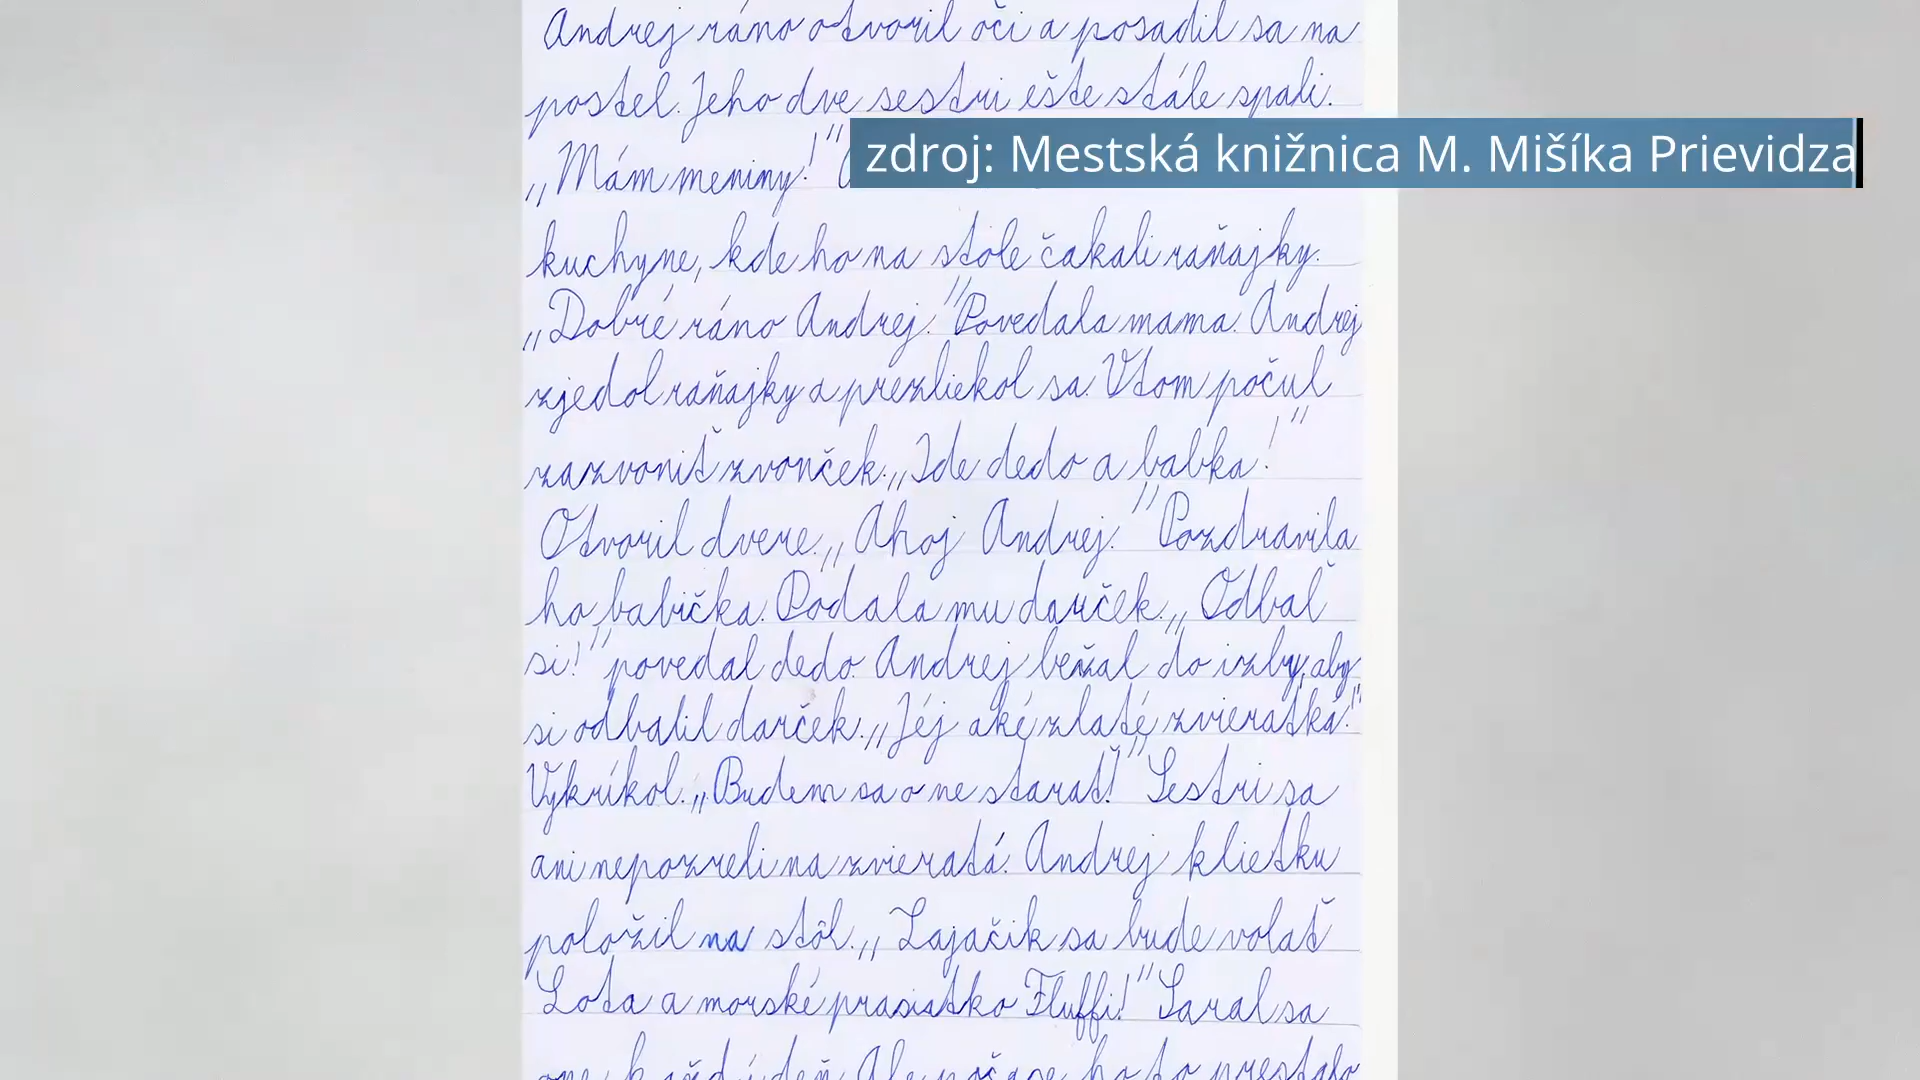 Andrej ráno otvoril oči a posadil sa na
postel. Jeho dve sestri ešte stále spali.
„Mám meniny!"
zdroj: Mestská knižnica M. Mišíka Prievidza
kuchyne, kde ho na stole čakali raňajky.
„Dobré ráno Andrej." Povedala mama. Andrej
zjedol raňajky a prezliekol sa. Vtom počul
zazvoniť zvonček. „Ide dedo a babka!"
Otvoril dvere. „Ahoj Andrej." Pozdravila
ho babička. Podala mu darček. „Odbaľ
si!" povedal dedo. Andrej bežal do izby, aby
si odbalil darček. „Jéj aké zlaté zvieratká."
Vykríkol. „Budem sa o ne starať!" Sestri sa
ani nepozreli na zvieratá. Andrej klietku
položil na stôl. „Zajačik sa bude volať
Lota a morské prasiatko Fluffi!" Saral sa